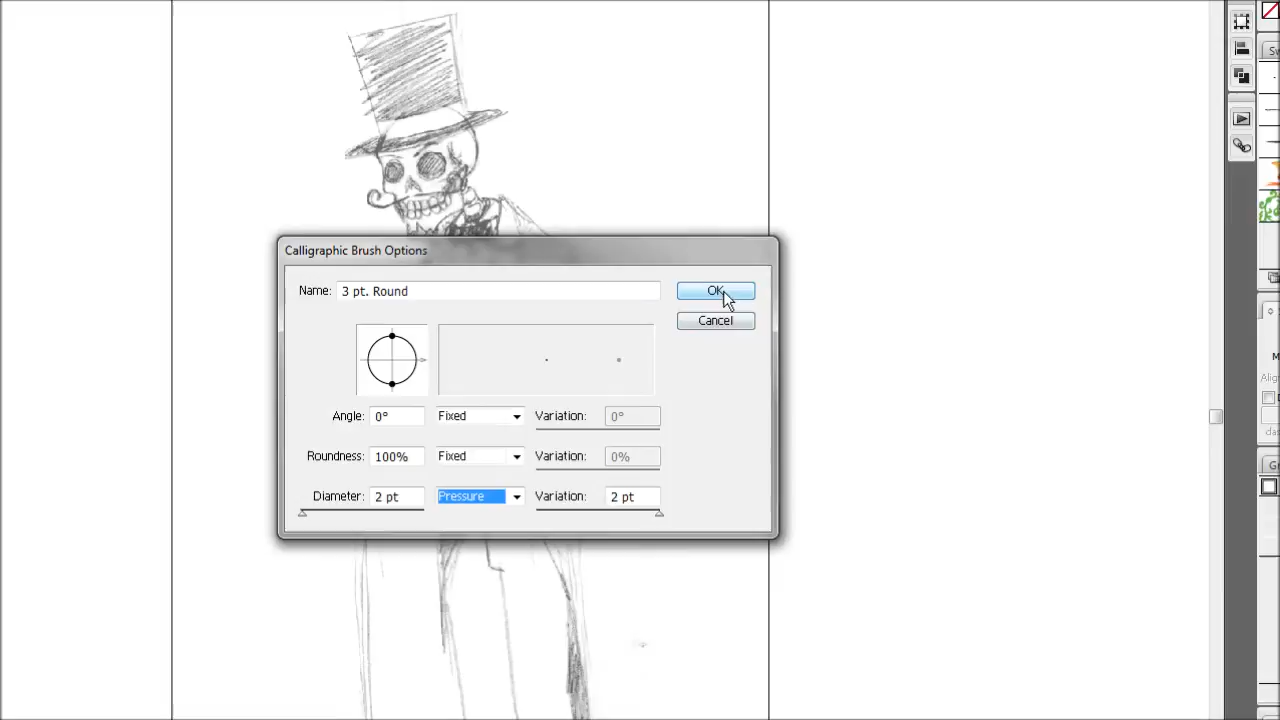 Calligraphic Brush Options
Name: 3 pt. Round
OK
Cancel
Angle: 0° Fixed Variation: 0°
Roundness: 100% Fixed Variation: 0%
Diameter: 2 pt Pressure Variation: 2 pt